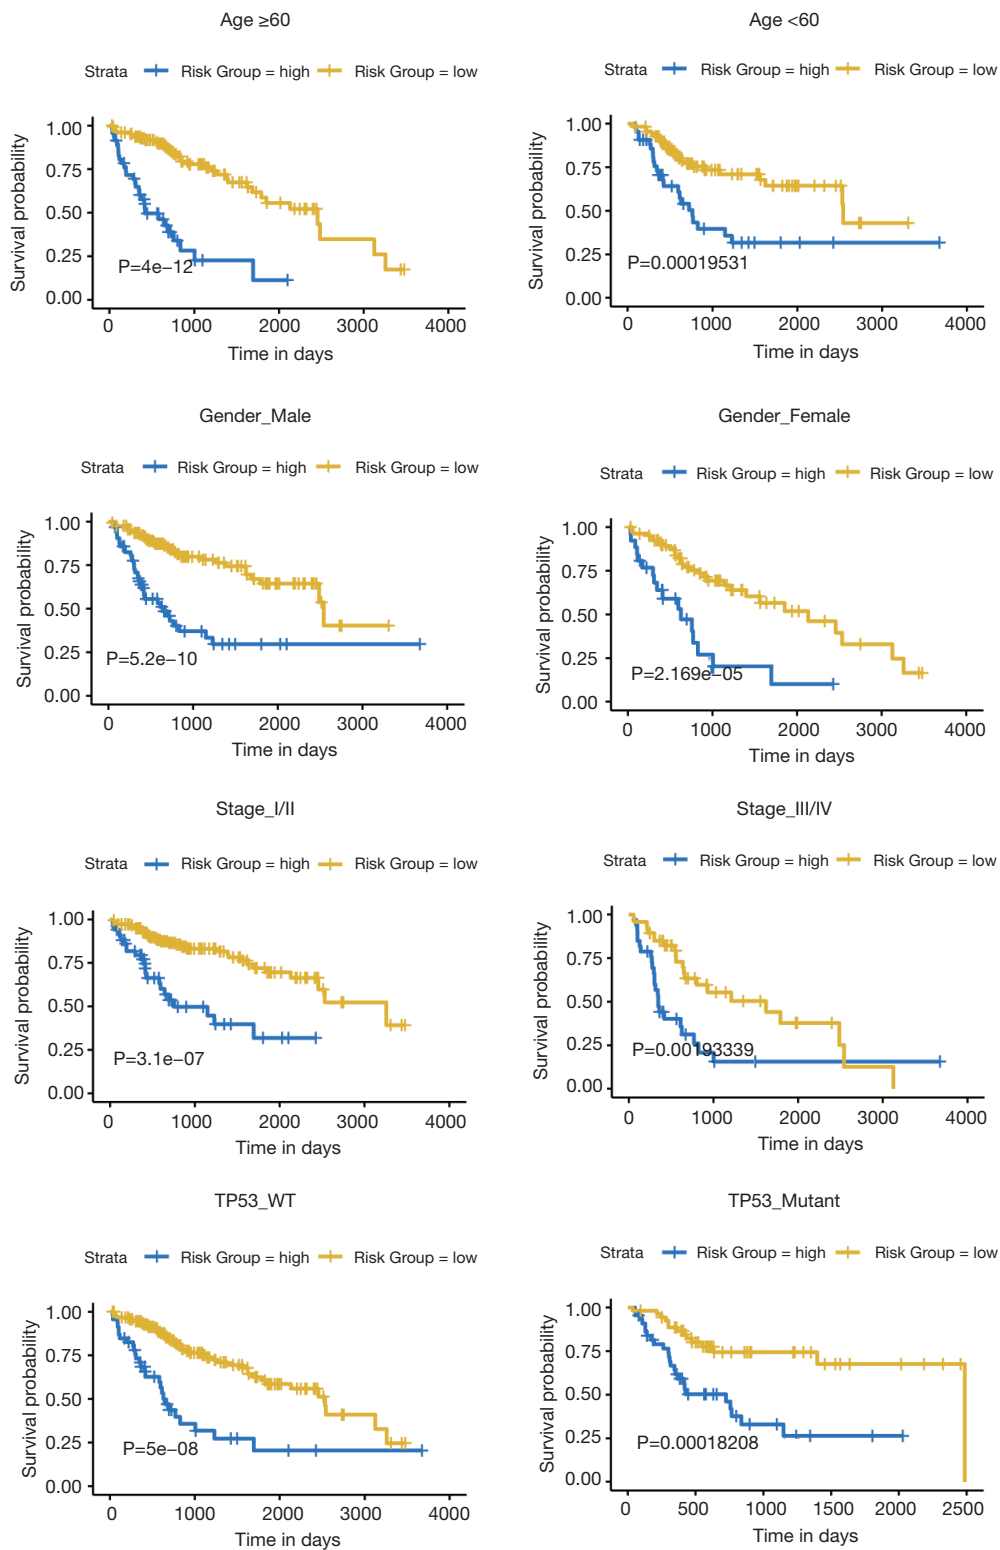 Age ≥60
Strata Risk Group = high Risk Group = low
Survival probability
1.00
0.75
0.50
0.25
0.00
P=4e−12
0 1000 2000 3000 4000
Time in days
Age <60
Strata Risk Group = high Risk Group = low
Survival probability
1.00
0.75
0.50
0.25
0.00
P=0.00019531
0 1000 2000 3000 4000
Time in days
Gender_Male
Strata Risk Group = high Risk Group = low
Survival probability
1.00
0.75
0.50
0.25
0.00
P=5.2e−10
0 1000 2000 3000 4000
Time in days
Gender_Female
Strata Risk Group = high Risk Group = low
Survival probability
1.00
0.75
0.50
0.25
0.00
P=2.169e−05
0 1000 2000 3000 4000
Time in days
Stage_I/II
Strata Risk Group = high Risk Group = low
Survival probability
1.00
0.75
0.50
0.25
0.00
P=3.1e−07
0 1000 2000 3000 4000
Time in days
Stage_III/IV
Strata Risk Group = high Risk Group = low
Survival probability
1.00
0.75
0.50
0.25
0.00
P=0.00193339
0 1000 2000 3000 4000
Time in days
TP53_WT
Strata Risk Group = high Risk Group = low
Survival probability
1.00
0.75
0.50
0.25
0.00
P=5e−08
0 1000 2000 3000 4000
Time in days
TP53_Mutant
Strata Risk Group = high Risk Group = low
Survival probability
1.00
0.75
0.50
0.25
0.00
P=0.00018208
0 500 1000 1500 2000 2500
Time in days